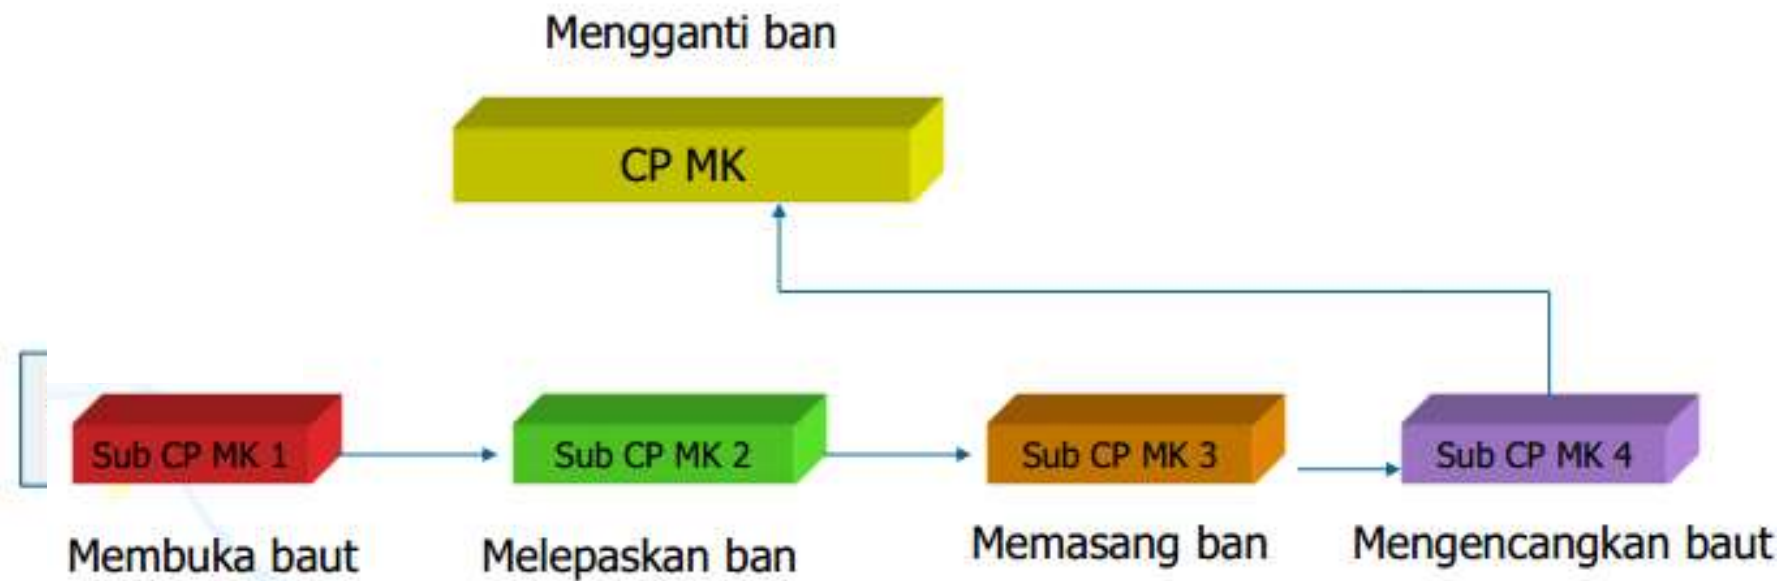 Mengganti ban
CP MK
Sub CP MK 1
Sub CP MK 2
Sub CP MK 3
Sub CP MK 4
Membuka baut
Melepaskan ban
Memasang ban
Mengencangkan baut